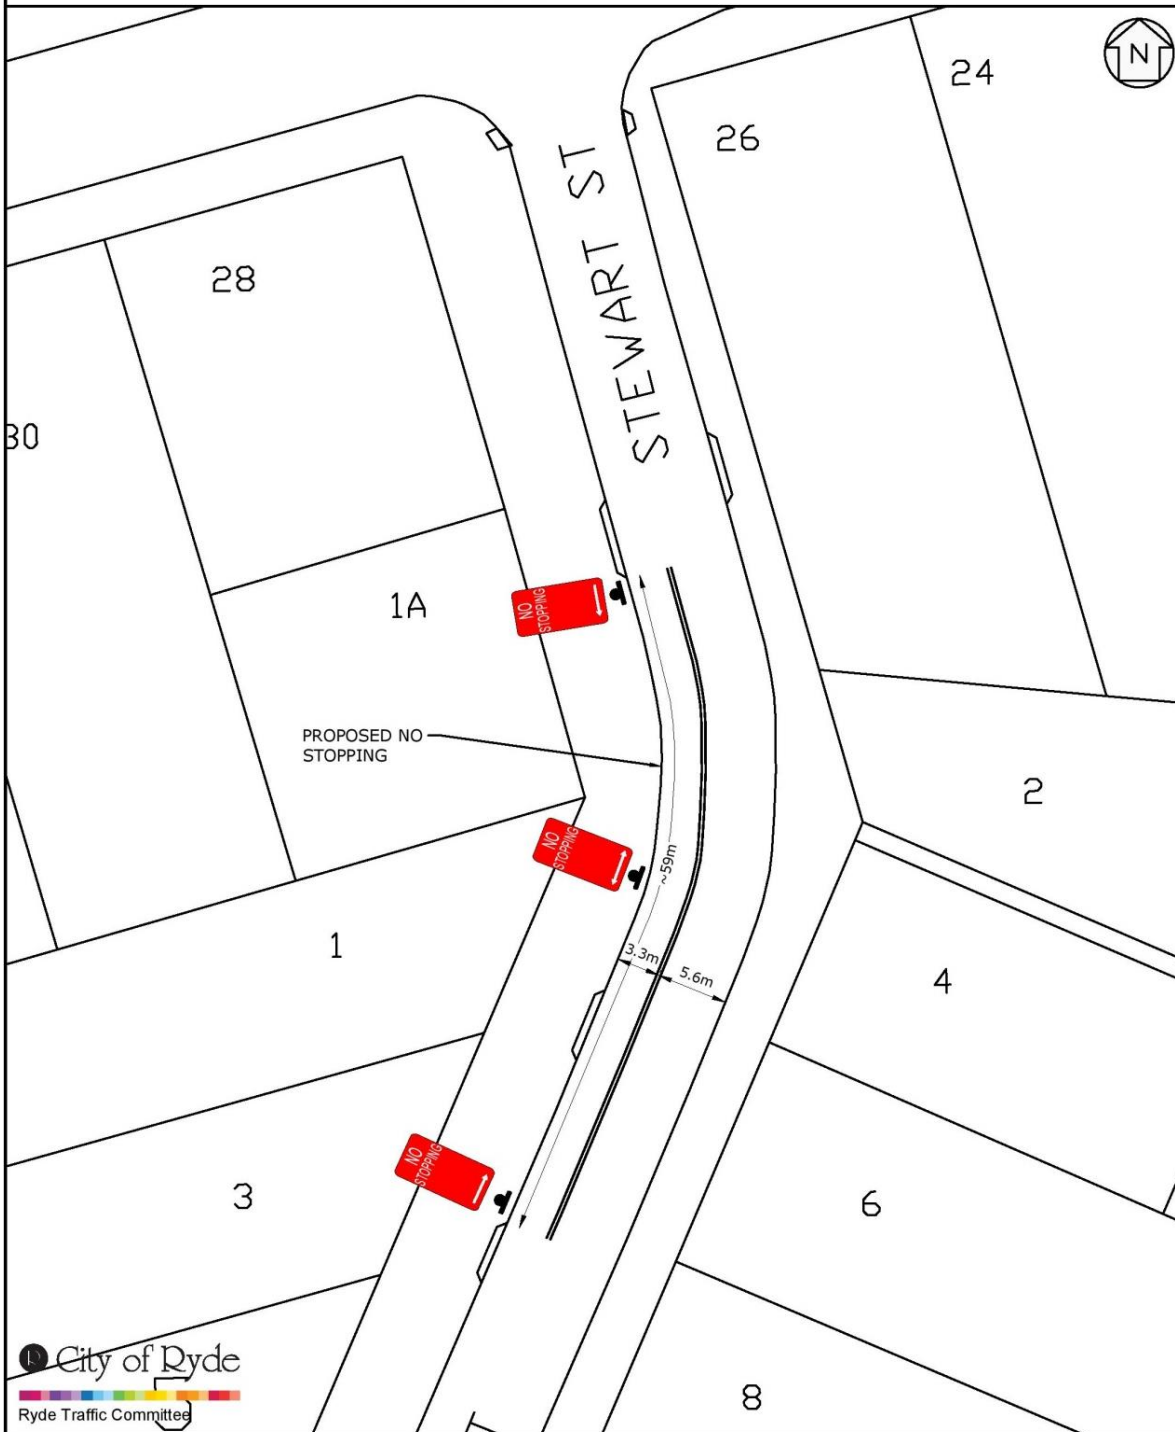 N
24
26
STEWART ST
28
30
1A
NO
STOPPING
PROPOSED NO
STOPPING
2
NO
STOPPING
~59m
1
3.3m
5.6m
4
NO
STOPPING
3
6
City of Ryde
Ryde Traffic Committee
8